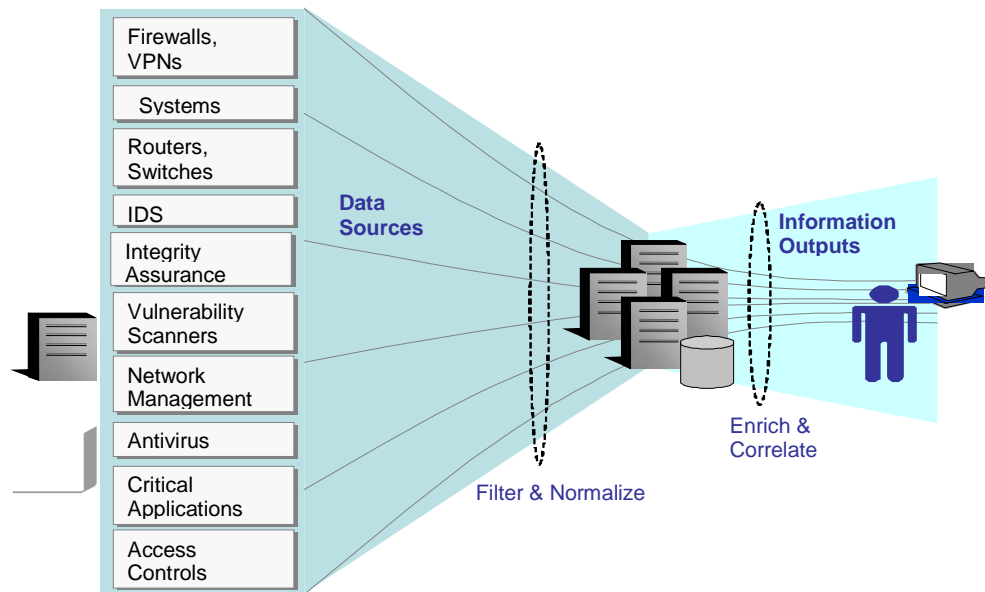 Firewalls,
VPNs
Systems
Routers,
Switches
IDS
Integrity
Assurance
Vulnerability
Scanners
Network
Management
Antivirus
Critical
Applications
Access
Controls
Data
Sources
Filter & Normalize
Information
Outputs
Enrich &
Correlate